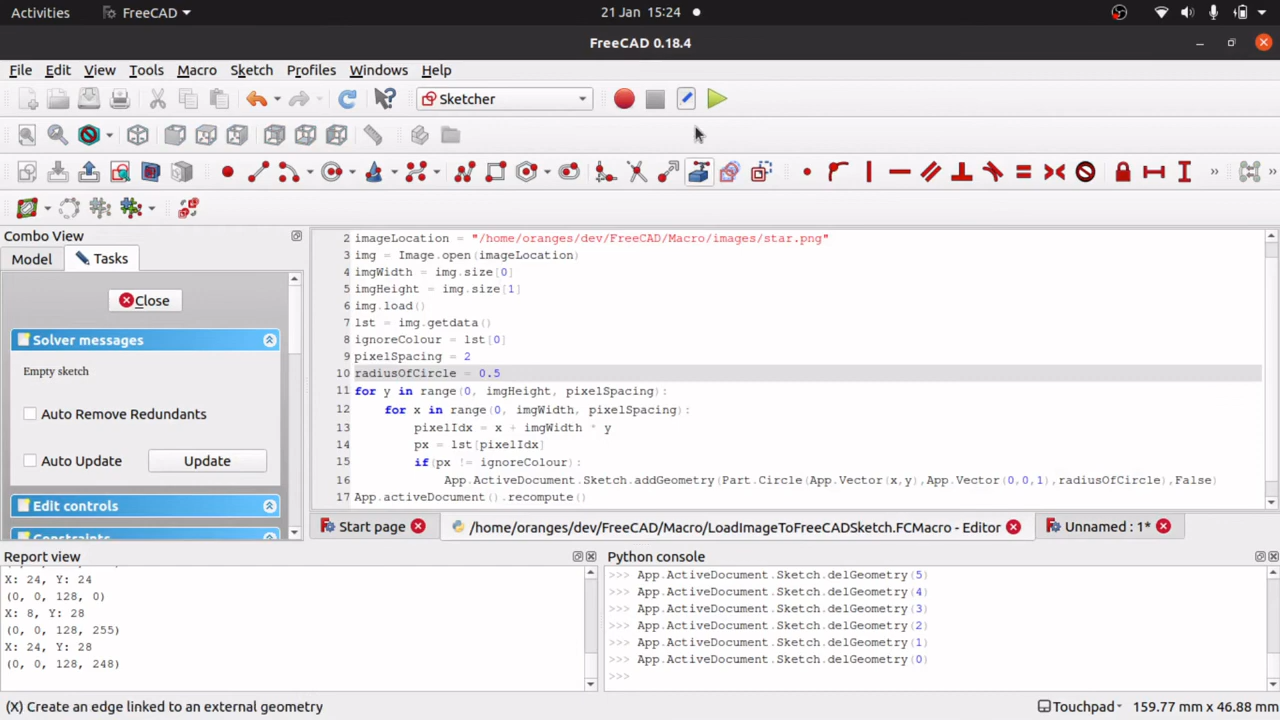 Activities
FreeCAD
21 Jan 15:24
FreeCAD 0.18.4
File Edit View Tools Macro Sketch Profiles Windows Help
Sketcher
Combo View
Model
Tasks
Close
Solver messages
Empty sketch
Auto Remove Redundants
Auto Update
Update
Edit controls
2 imageLocation = "/home/oranges/dev/FreeCAD/Macro/images/star.png"
3 img = Image.open(imageLocation)
4 imgWidth = img.size[0]
5 imgHeight = img.size[1]
6 img.load()
7 lst = img.getdata()
8 ignoreColour = lst[0]
9 pixelSpacing = 2
10 radiusOfCircle = 0.5
11 for y in range(0, imgHeight, pixelSpacing):
12 for x in range(0, imgWidth, pixelSpacing):
13 pixelIdx = x + imgWidth * y
14 px = lst[pixelIdx]
15 if(px != ignoreColour):
16 App.ActiveDocument.Sketch.addGeometry(Part.Circle(App.Vector(x,y),App.Vector(0,0,1),radiusOfCircle),False)
17 App.activeDocument().recompute()
Start page
/home/oranges/dev/FreeCAD/Macro/LoadImageToFreeCADSketch.FCMacro - Editor
Unnamed : 1*
Report view
X: 24, Y: 24
(0, 0, 128, 0)
X: 8, Y: 28
(0, 0, 128, 255)
X: 24, Y: 28
(0, 0, 128, 248)
Python console
>>> App.ActiveDocument.Sketch.delGeometry(5)
>>> App.ActiveDocument.Sketch.delGeometry(4)
>>> App.ActiveDocument.Sketch.delGeometry(3)
>>> App.ActiveDocument.Sketch.delGeometry(2)
>>> App.ActiveDocument.Sketch.delGeometry(1)
>>> App.ActiveDocument.Sketch.delGeometry(0)
>>>
(X) Create an edge linked to an external geometry
Touchpad
159.77 mm x 46.88 mm